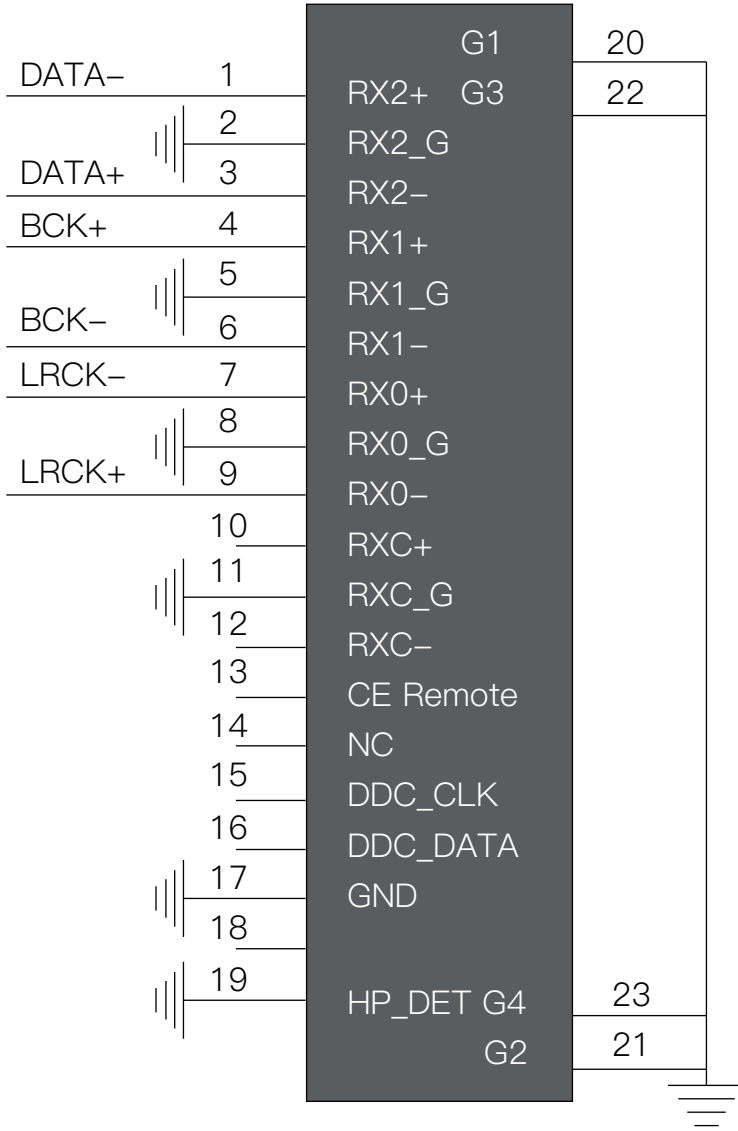 G1 20
DATA– 1 RX2+ G3 22
2 RX2_G
DATA+ 3 RX2–
BCK+ 4 RX1+
5 RX1_G
BCK– 6 RX1–
LRCK– 7 RX0+
8 RX0_G
LRCK+ 9 RX0–
10 RXC+
11 RXC_G
12 RXC–
13 CE Remote
14 NC
15 DDC_CLK
16 DDC_DATA
17 GND
18
19 HP_DET G4 23
G2 21